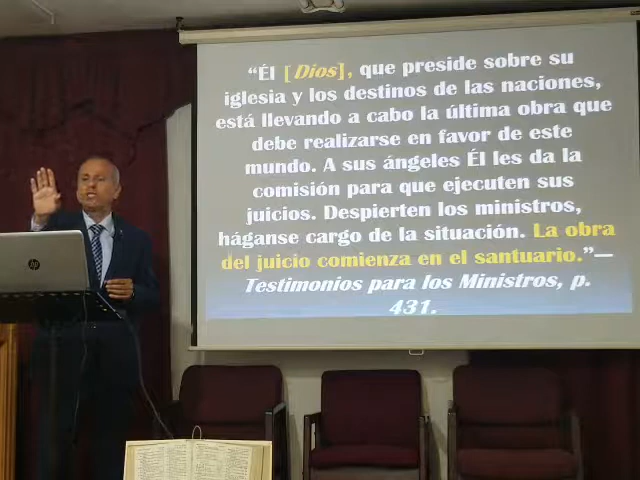 “Él [Dios], que preside sobre su
iglesia y los destinos de las naciones,
está llevando a cabo la última obra que
debe realizarse en favor de este
mundo. A sus ángeles Él les da la
comisión para que ejecuten sus
juicios. Despierten los ministros,
háganse cargo de la situación. La obra
del juicio comienza en el santuario.”—
Testimonios para los Ministros, p.
431.
hp